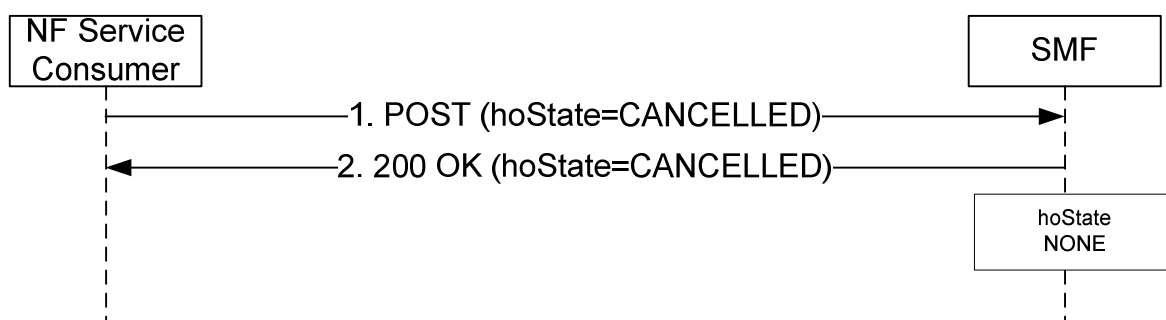 NF Service
Consumer
SMF
1. POST (hoState=CANCELLED)
2. 200 OK (hoState=CANCELLED)
hoState
NONE